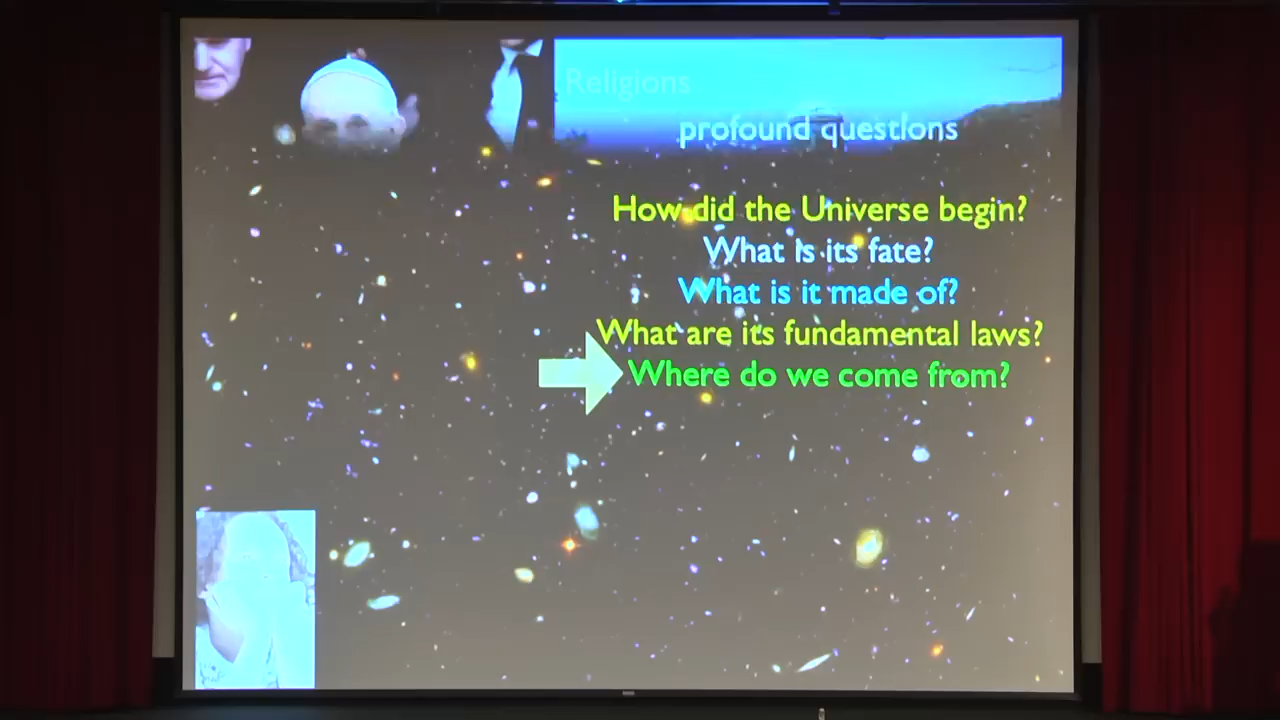 Religions
profound questions
How did the Universe begin?
What is its fate?
What is it made of?
What are its fundamental laws?
Where do we come from?